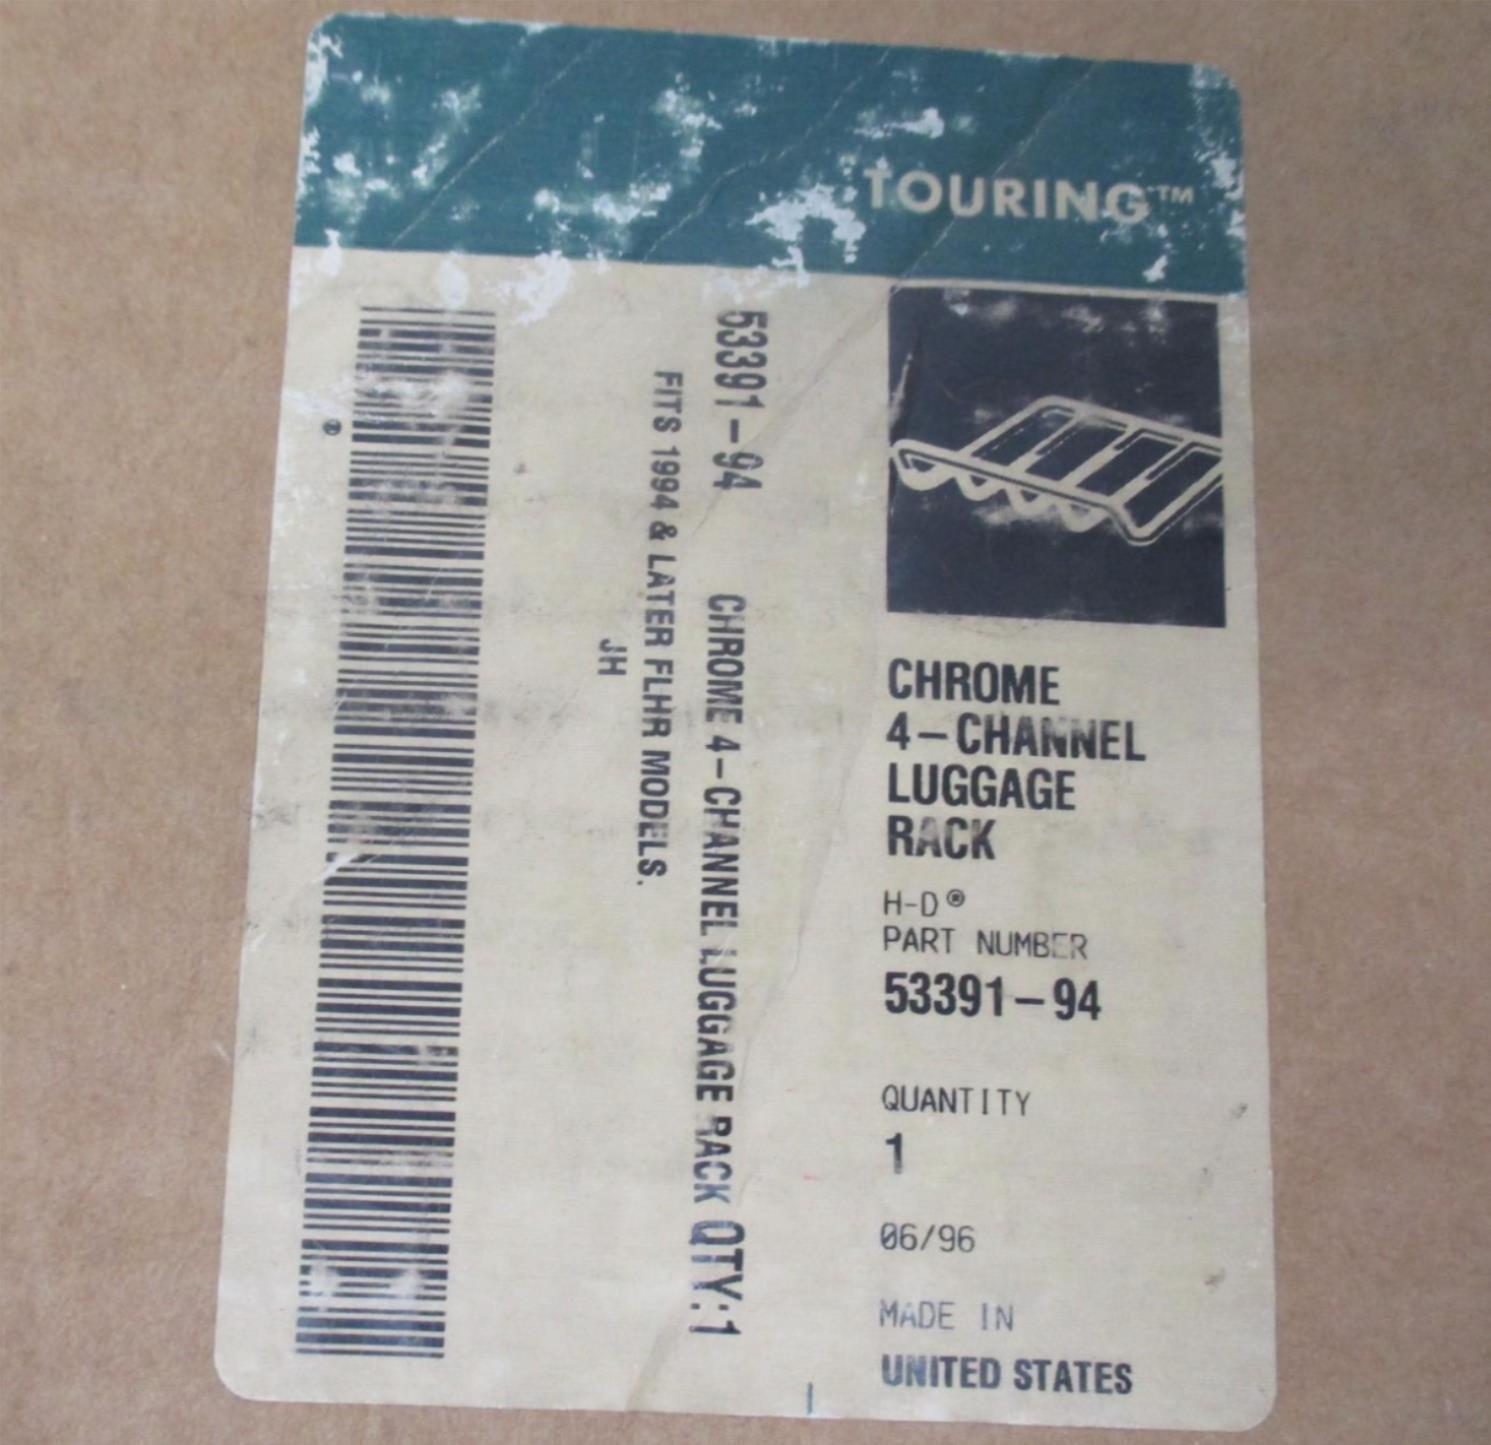 TOURING™
CHROME
4-CHANNEL
LUGGAGE
RACK
H-D®
PART NUMBER
53391-94
QUANTITY
1
06/96
MADE IN
UNITED STATES
53391-94 CHROME 4-CHANNEL LUGGAGE RACK QTY:1
FITS 1994 & LATER FLHR MODELS.
JH
®